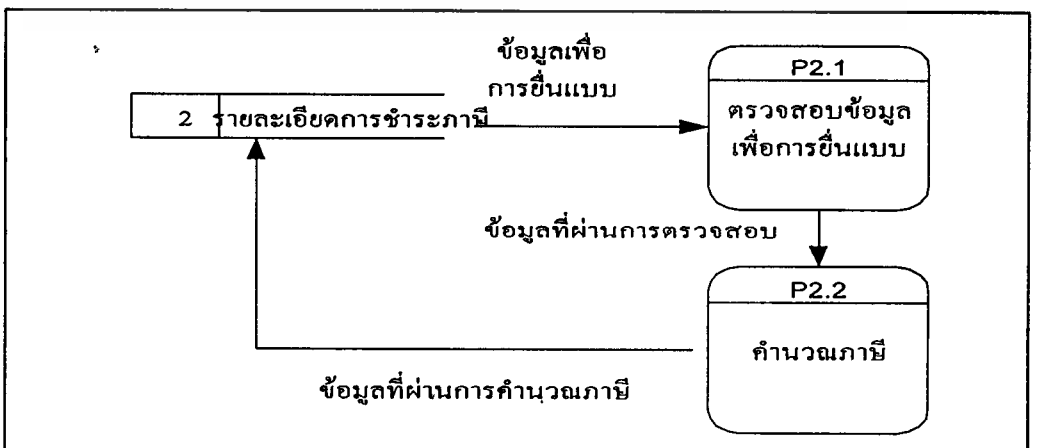 ข้อมูลเพื่อ
การยื่นแบบ
P2.1
ตรวจสอบข้อมูล
เพื่อการยื่นแบบ
2 รายละเอียดการชำระภาษี
ข้อมูลที่ผ่านการตรวจสอบ
P2.2
คำนวณภาษี
ข้อมูลที่ผ่านการคำนวณภาษี